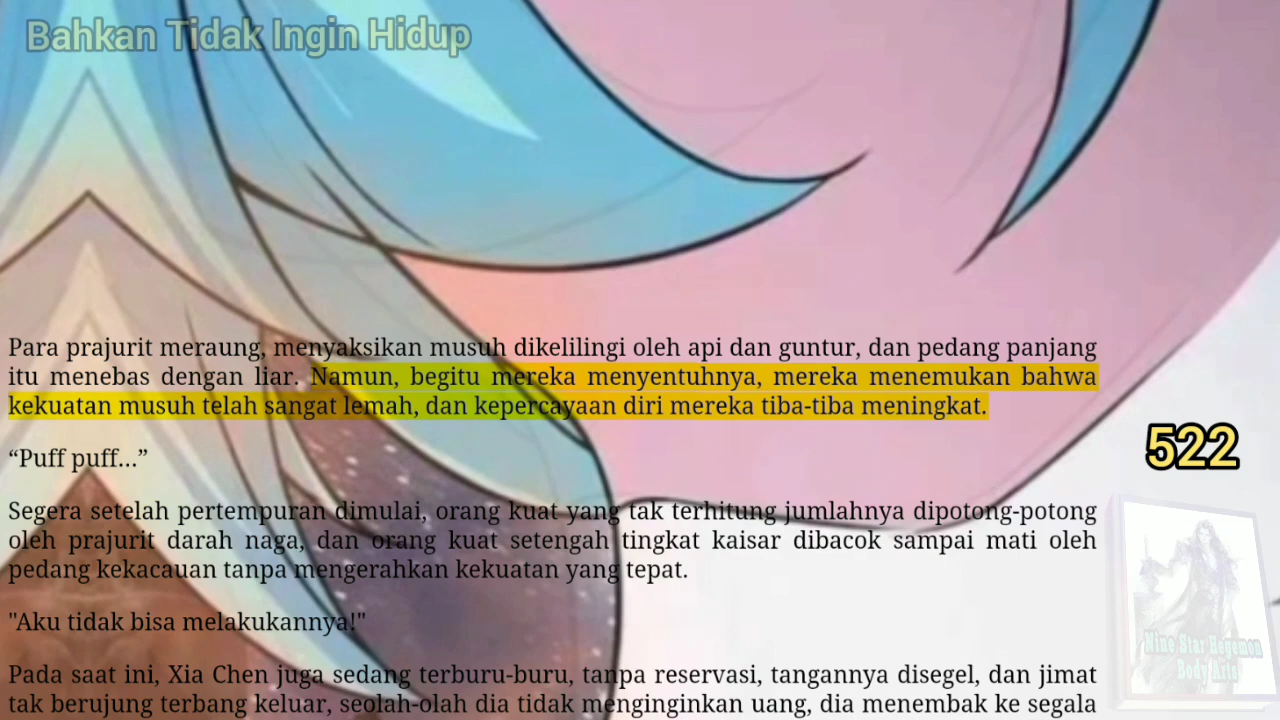 Bahkan Tidak Ingin Hidup
Para prajurit meraung, menyaksikan musuh dikelilingi oleh api dan guntur, dan pedang panjang
itu menebas dengan liar. Namun, begitu mereka menyentuhnya, mereka menemukan bahwa
kekuatan musuh telah sangat lemah, dan kepercayaan diri mereka tiba-tiba meningkat.
“Puff puff...”
Segera setelah pertempuran dimulai, orang kuat yang tak terhitung jumlahnya dipotong-potong
oleh prajurit darah naga, dan orang kuat setengah tingkat kaisar dibacok sampai mati oleh
pedang kekacauan tanpa mengerahkan kekuatan yang tepat.
"Aku tidak bisa melakukannya!"
Pada saat ini, Xia Chen juga sedang terburu-buru, tanpa reservasi, tangannya disegel, dan jimat
tak berujung terbang keluar, seolah-olah dia tidak menginginkan uang, dia menembak ke segala
522
Nine Star Hegemon
Body Arts